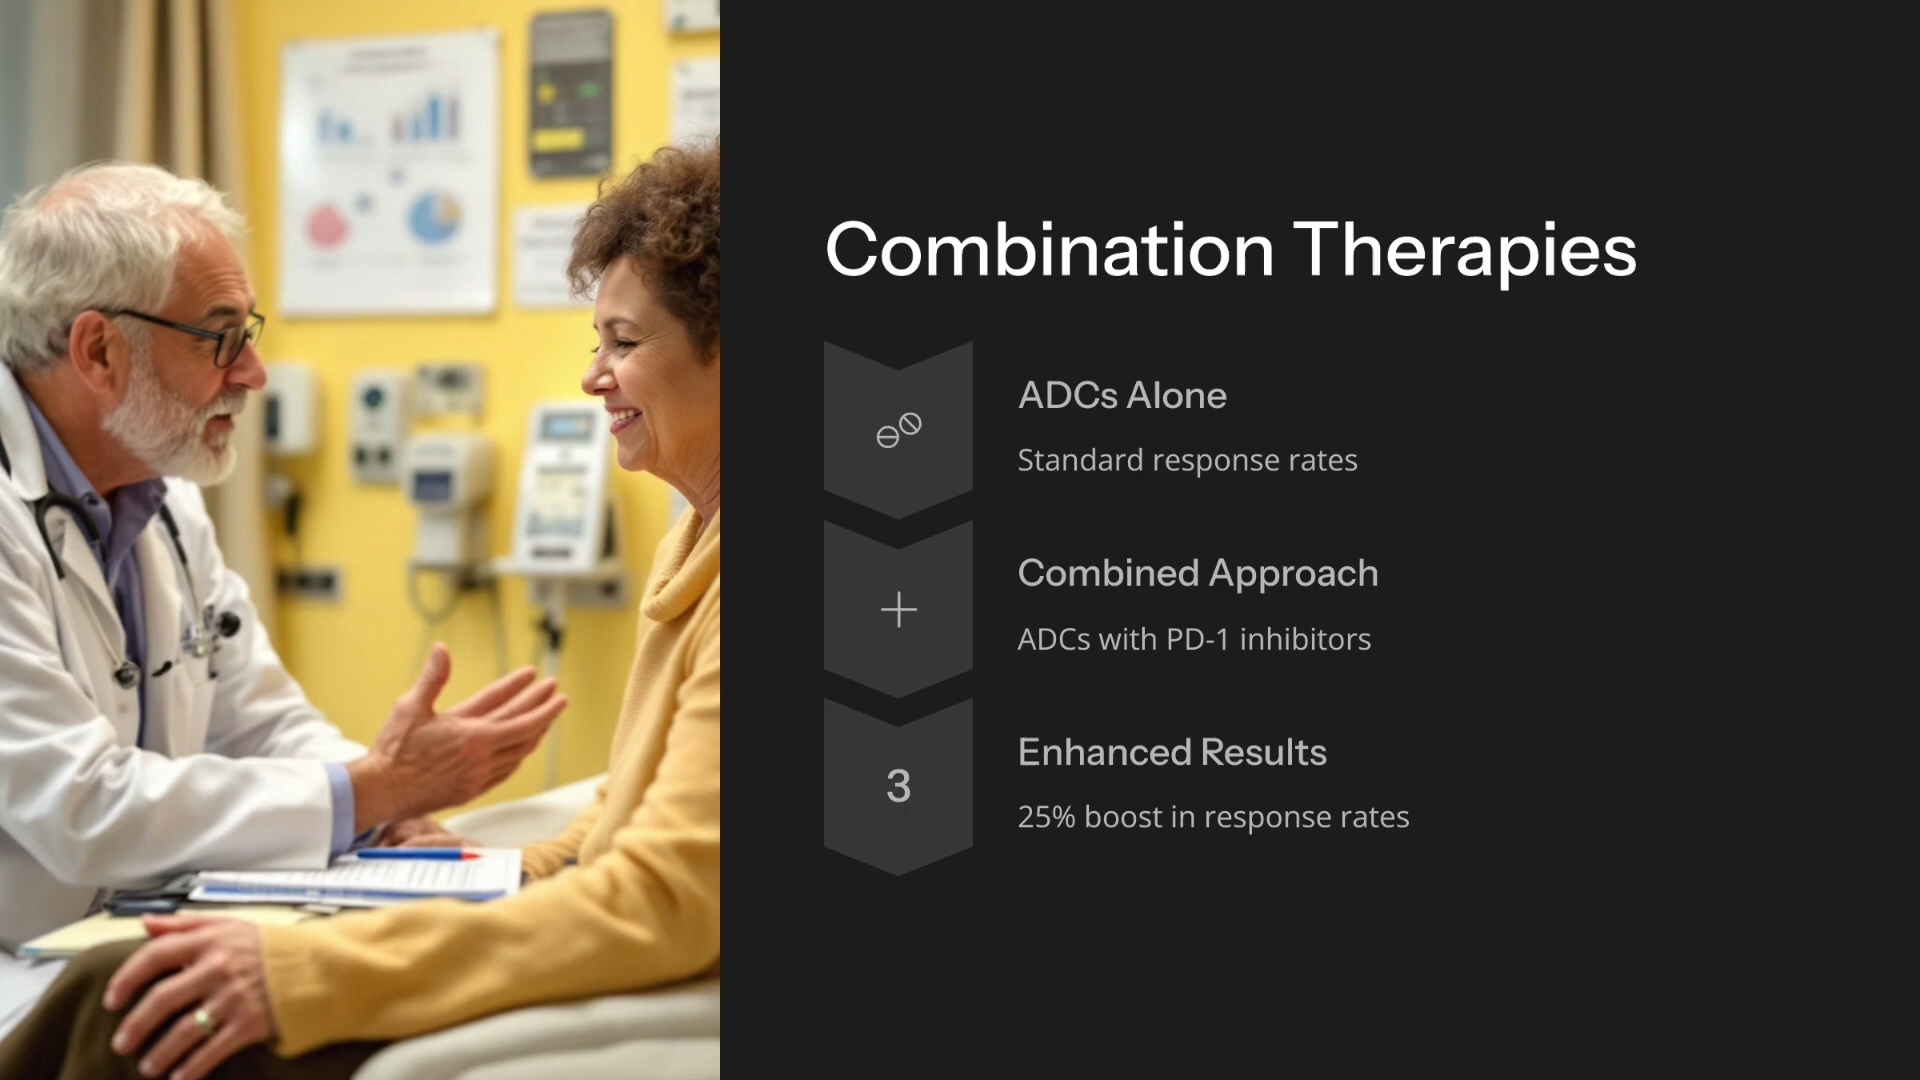 Combination Therapies
ADCs Alone
Standard response rates
Combined Approach
ADCs with PD-1 inhibitors
3
Enhanced Results
25% boost in response rates